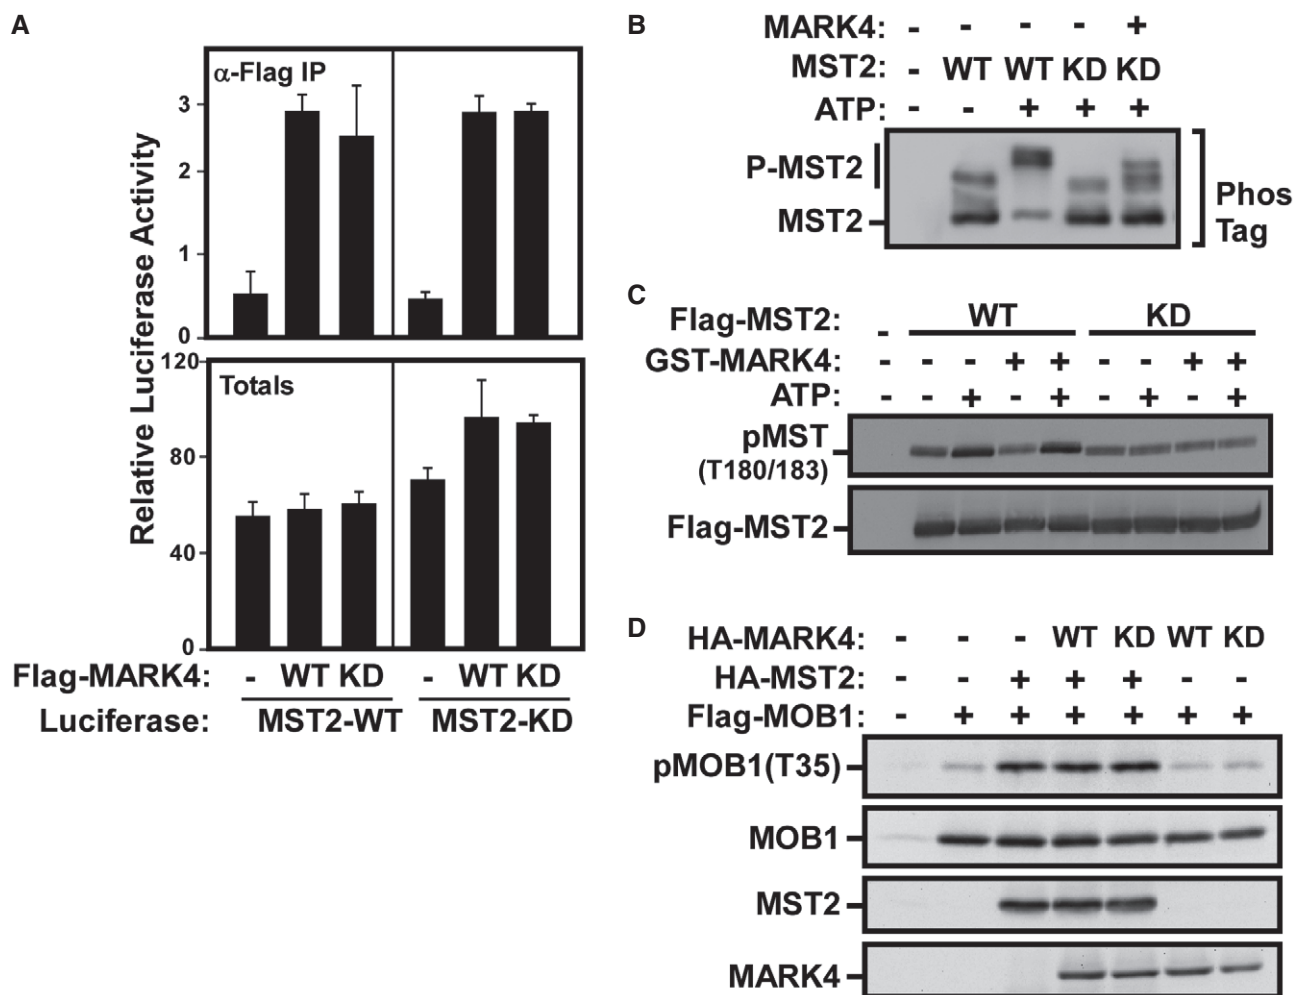 A
α-Flag IP
3
2
1
0
Relative Luciferase Activity
Totals
120
80
40
0
Flag-MARK4: - WT KD - WT KD
Luciferase: MST2-WT MST2-KD
B
MARK4: - - - - +
MST2: - WT WT KD KD
ATP: - - + + +
P-MST2
MST2
Phos
Tag
C
Flag-MST2: - WT KD
GST-MARK4: - - - + + - - + +
ATP: - - + - + - + - +
pMST
(T180/183)
Flag-MST2
D
HA-MARK4: - - - WT KD WT KD
HA-MST2: - - + + + - -
Flag-MOB1: - + + + + + +
pMOB1(T35)
MOB1
MST2
MARK4